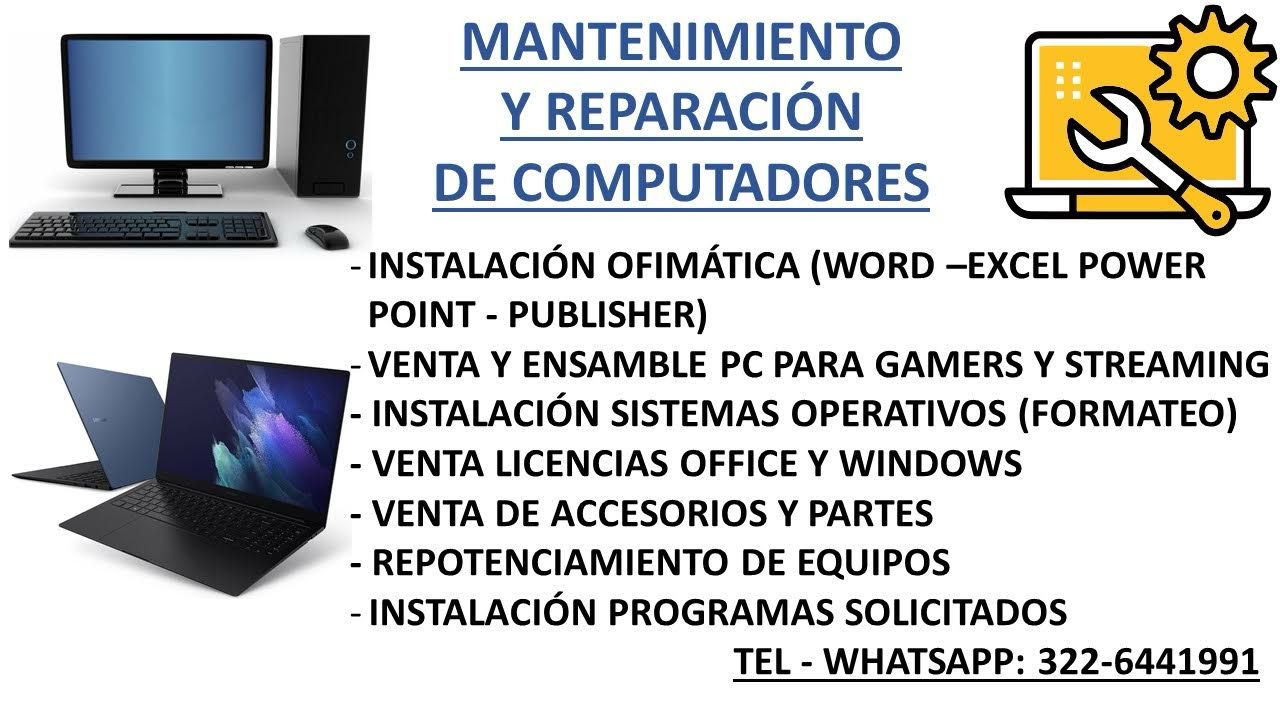 MANTENIMIENTO
Y REPARACIÓN
DE COMPUTADORES
- INSTALACIÓN OFIMÁTICA (WORD –EXCEL POWER
POINT - PUBLISHER)
- VENTA Y ENSAMBLE PC PARA GAMERS Y STREAMING
- INSTALACIÓN SISTEMAS OPERATIVOS (FORMATEO)
- VENTA LICENCIAS OFFICE Y WINDOWS
- VENTA DE ACCESORIOS Y PARTES
- REPOTENCIAMIENTO DE EQUIPOS
- INSTALACIÓN PROGRAMAS SOLICITADOS
TEL - WHATSAPP: 322-6441991